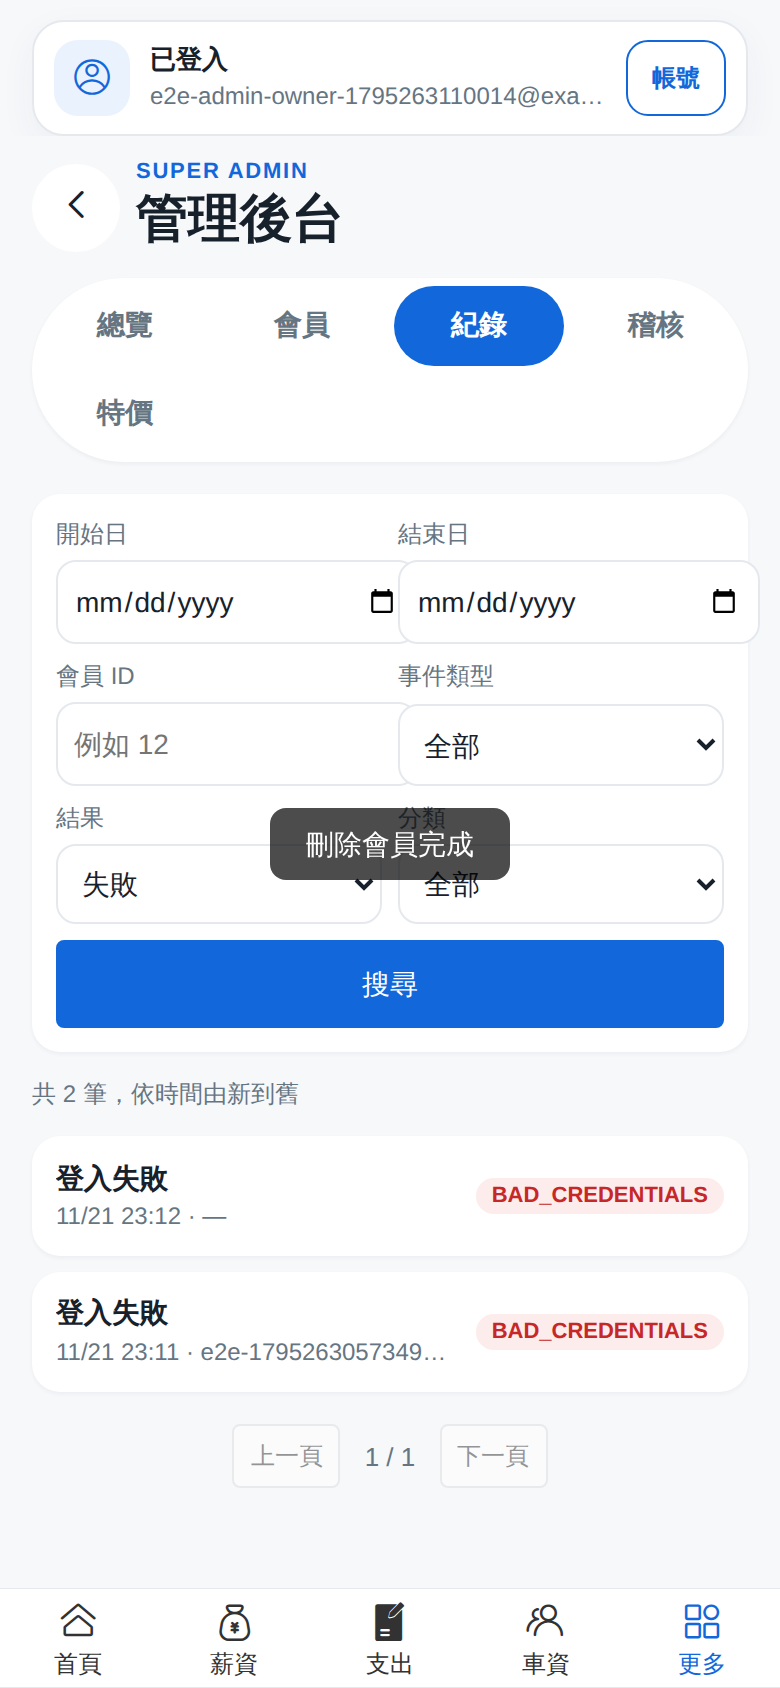 已登入
e2e-admin-owner-1795263110014@exa…
帳號
SUPER ADMIN
管理後台
總覽
會員
紀錄
稽核
特價
開始日
結束日
mm/dd/yyyy
mm/dd/yyyy
會員 ID
事件類型
例如 12
全部
結果
分類
刪除會員完成
失敗
全部
搜尋
共 2 筆，依時間由新到舊
登入失敗
11/21 23:12 · —
BAD_CREDENTIALS
登入失敗
11/21 23:11 · e2e-1795263057349…
BAD_CREDENTIALS
上一頁
1 / 1
下一頁
首頁
薪資
支出
車資
更多